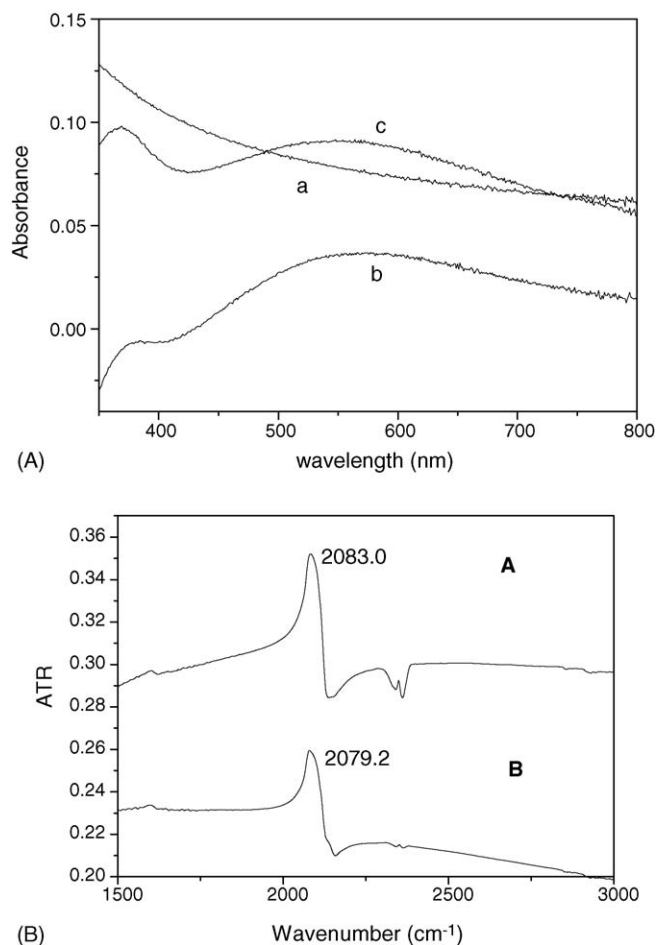 0.15
0.10
0.05
0.00
Absorbance
c
a
b
400 500 600 700 800
wavelength (nm)
(A)
0.36
0.34
0.32
0.30
0.28
0.26
0.24
0.22
0.20
ATR
2083.0
A
2079.2
B
1500 2000 2500 3000
Wavenumber (cm⁻¹)
(B)